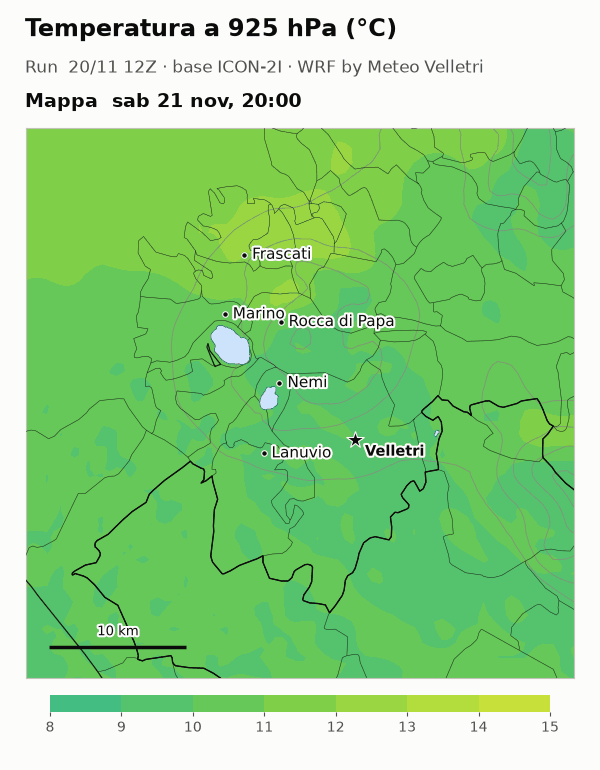 Temperatura a 925 hPa (°C)
Run  20/11 12Z · base ICON-2I · WRF by Meteo Velletri
Mappa  sab 21 nov, 20:00
Frascati
Marino
Rocca di Papa
Nemi
Velletri
Lanuvio
10 km
8 9 10 11 12 13 14 15